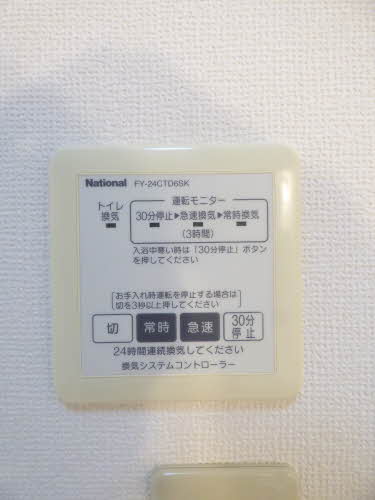 National FY-24CTD6SK
トイレ
換気
運転モニター
30分停止▶急速換気▶常時換気
(3時間)
入浴中寒い時は「30分停止」ボタン
を押してください
お手入れ時運転を停止する場合は
切を3秒以上押してください
切 常時 急速 30分
停止
24時間連続換気してください
換気システムコントローラー